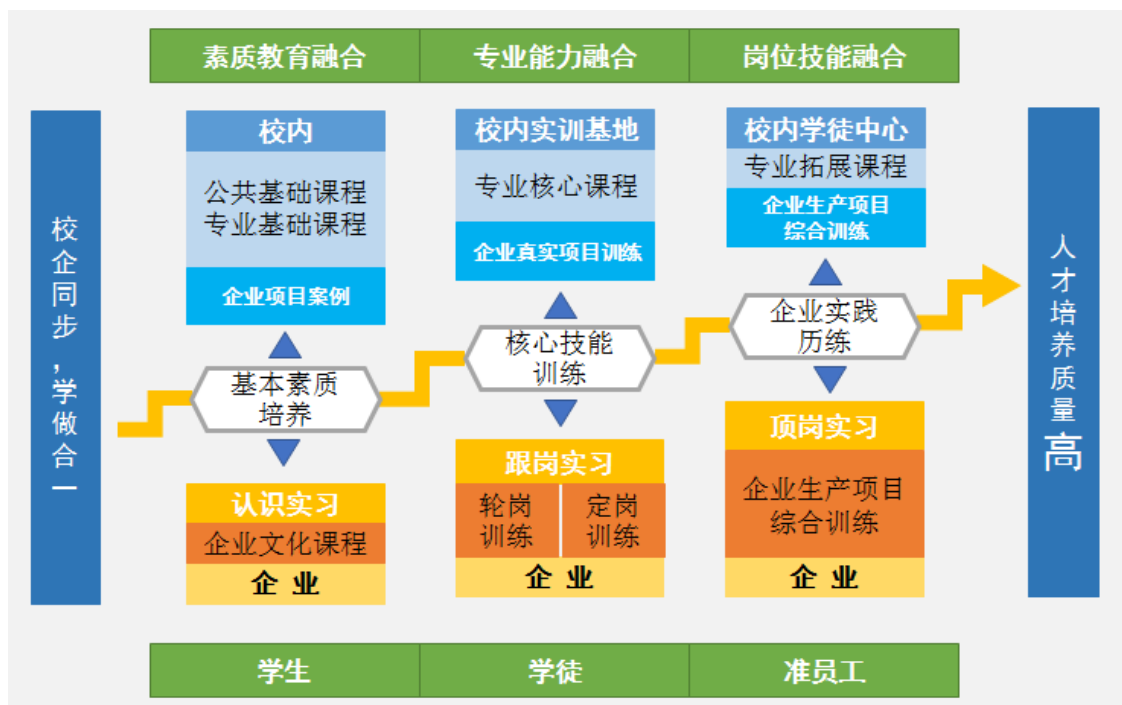 素质教育融合
专业能力融合
岗位技能融合
校企同步，学做合一
校内
公共基础课程
专业基础课程
企业项目案例
校内实训基地
专业核心课程
企业真实项目训练
校内学徒中心
专业拓展课程
企业生产项目
综合训练
基本素质
培养
核心技能
训练
企业实践
历练
认识实习
企业文化课程
企 业
跟岗实习
轮岗
训练
定岗
训练
企 业
顶岗实习
企业生产项目
综合训练
企 业
人才培养质量高
学生
学徒
准员工